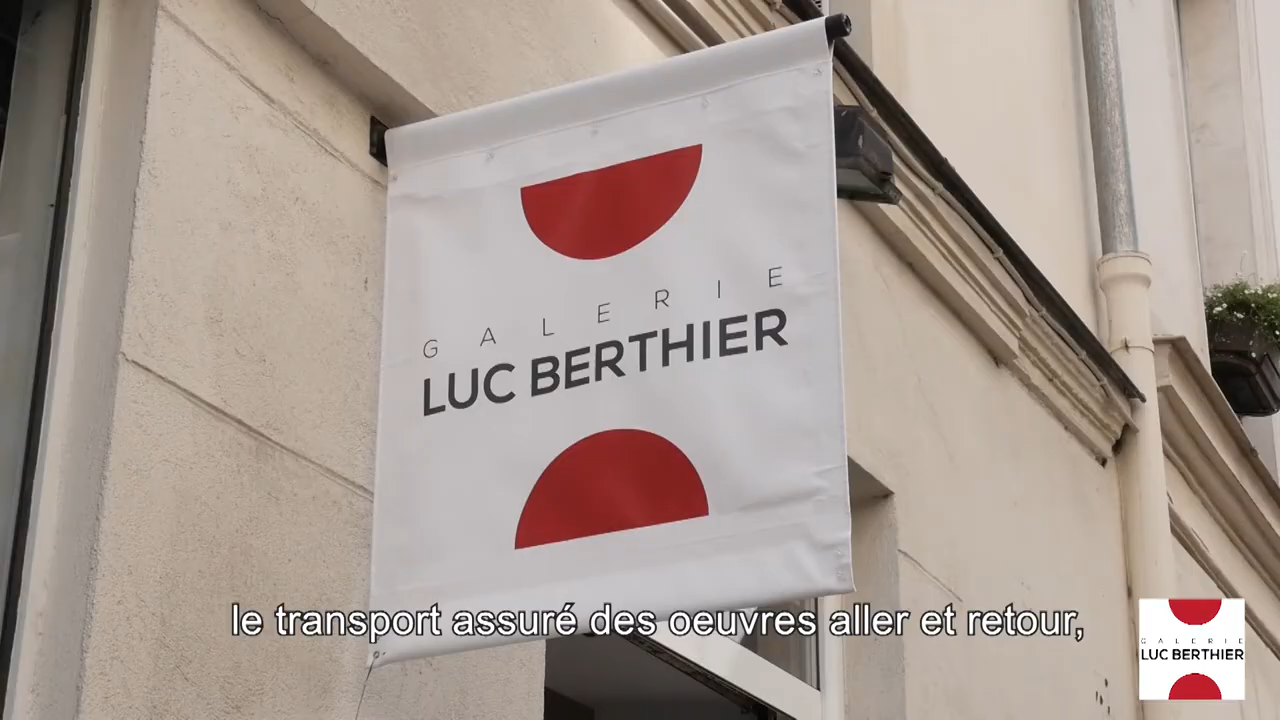 GALERIE
LUC BERTHIER
le transport assuré des oeuvres aller et retour,
GALERIE
LUC BERTHIER